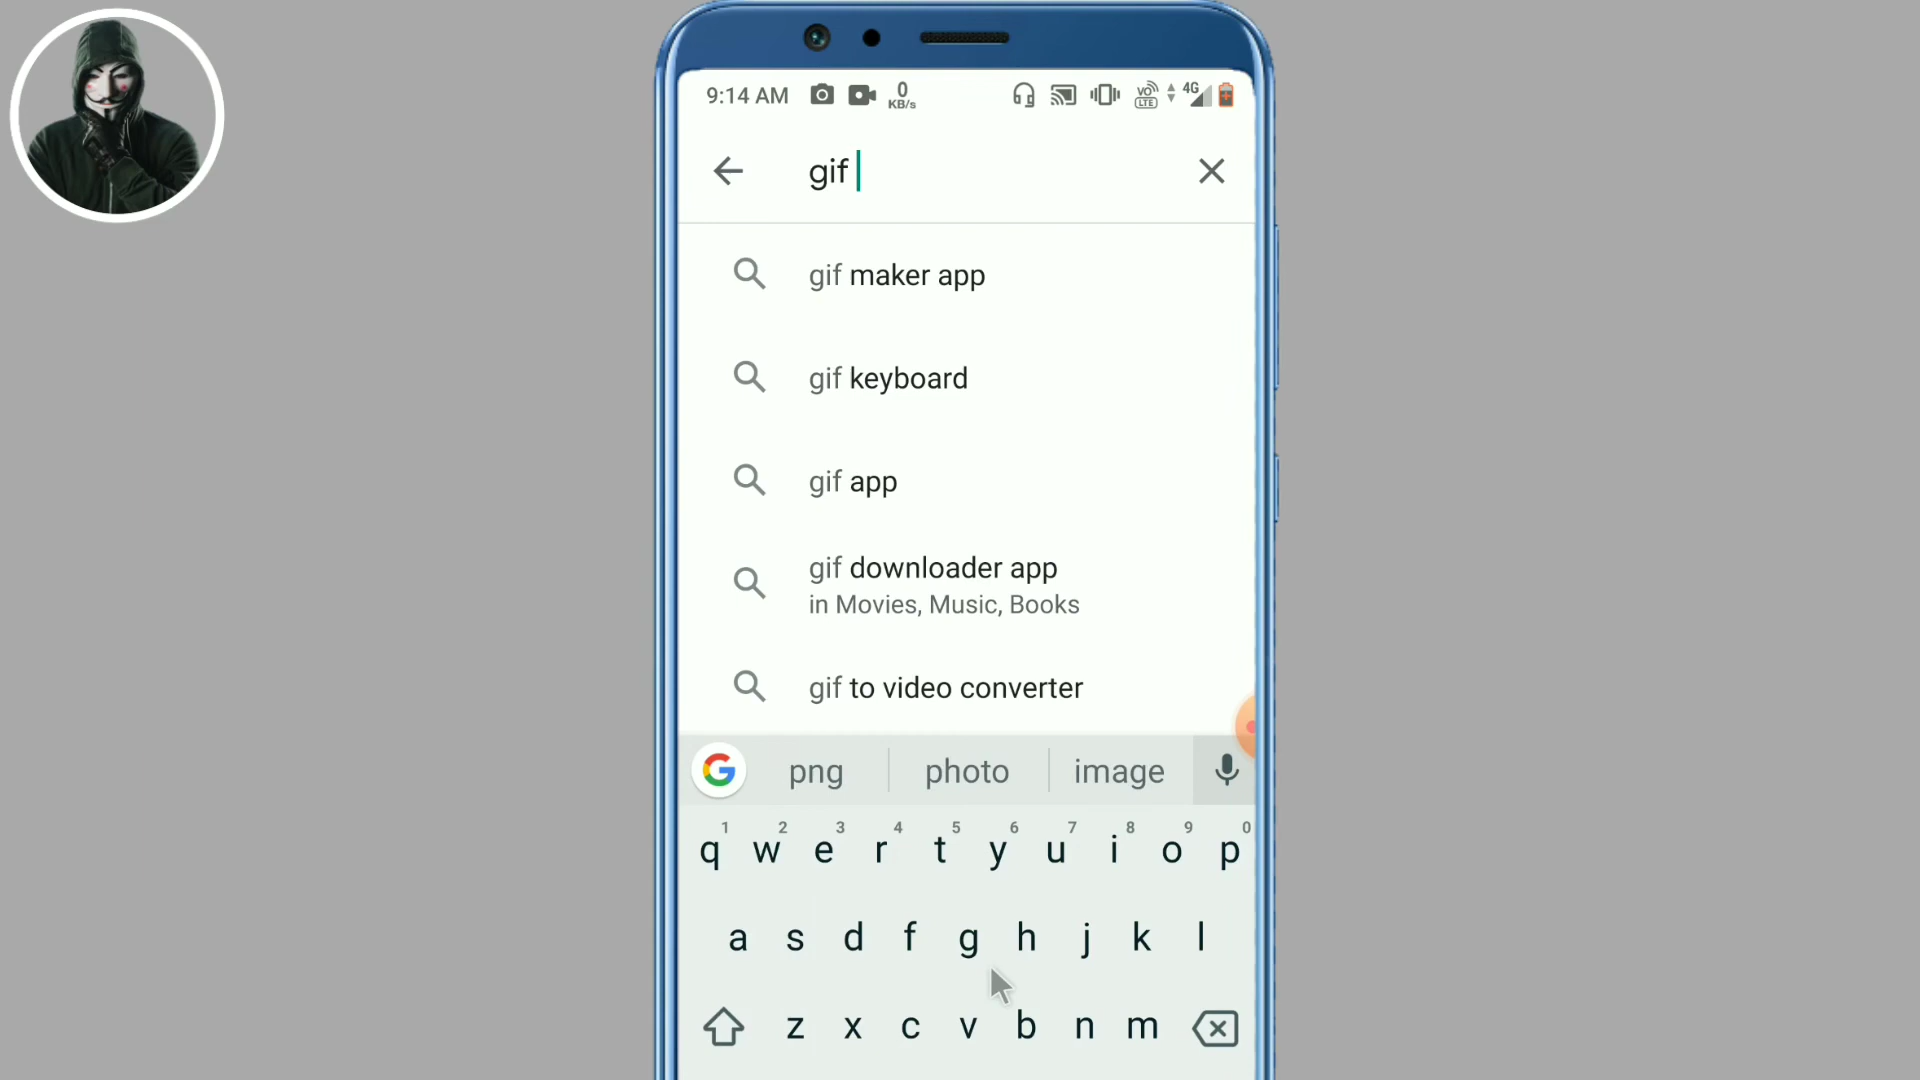 9:14 AM 0 KB/s VO LTE 4G
gif
gif maker app
gif keyboard
gif app
gif downloader app
in Movies, Music, Books
gif to video converter
G png photo image
1 2 3 4 5 6 7 8 9 0
q w e r t y u i o p
a s d f g h j k l
z x c v b n m